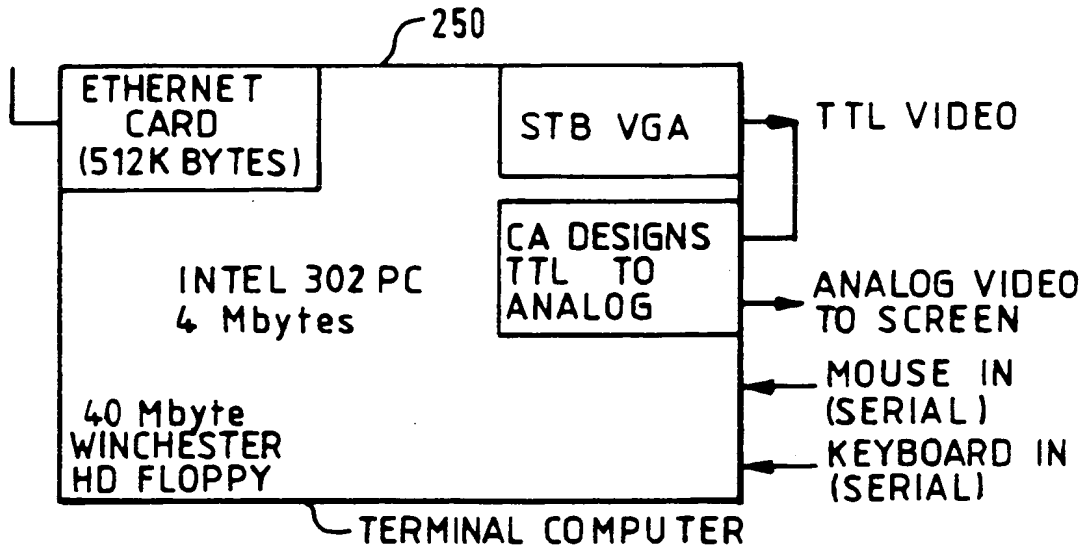 250
ETHERNET
CARD
(512K BYTES)
STB VGA
TTL VIDEO
CA DESIGNS
TTL TO
ANALOG
INTEL 302 PC
4 Mbytes
ANALOG VIDEO
TO SCREEN
MOUSE IN
(SERIAL)
40 Mbyte
WINCHESTER
HD FLOPPY
KEYBOARD IN
(SERIAL)
TERMINAL COMPUTER